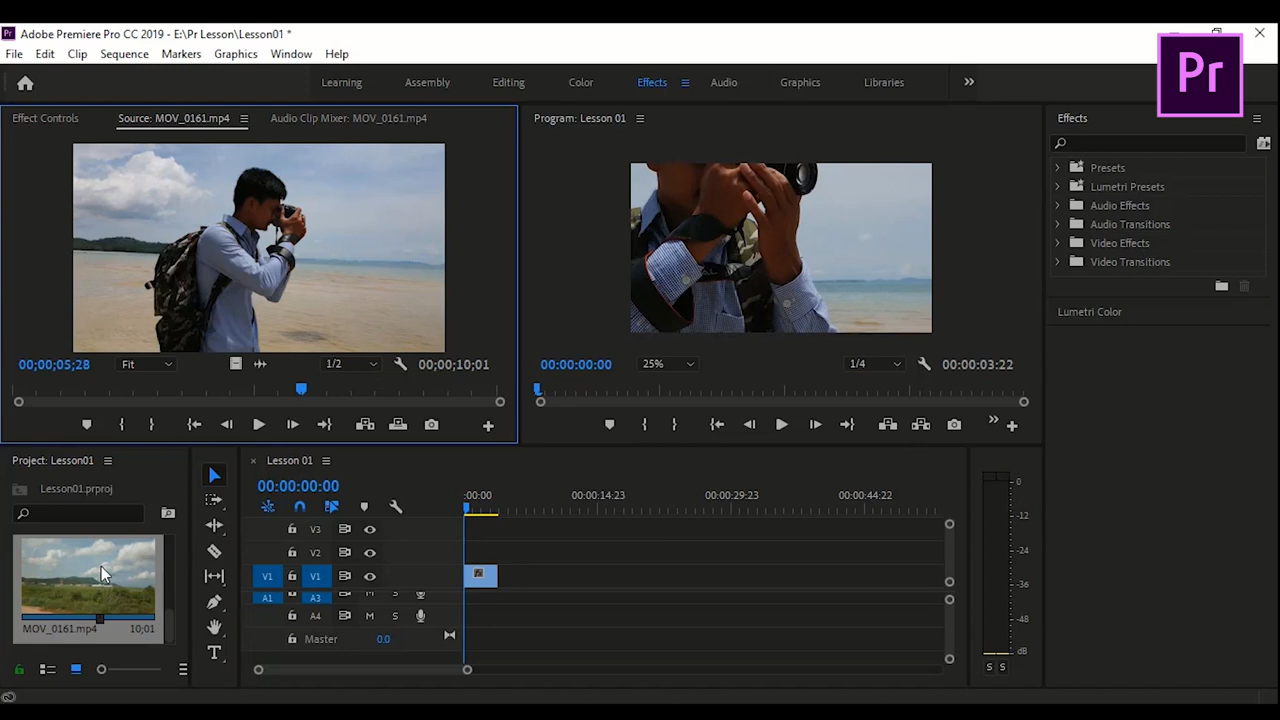 Pr Adobe Premiere Pro CC 2019 - E:\Pr Lesson\Lesson01 *
File Edit Clip Sequence Markers Graphics Window Help
Pr
Learning Assembly Editing Color Effects Audio Graphics Libraries
Effect Controls Source: MOV_0161.mp4 Audio Clip Mixer: MOV_0161.mp4
Program: Lesson 01
Effects
Presets
Lumetri Presets
Audio Effects
Audio Transitions
Video Effects
Video Transitions
Lumetri Color
00;00;05;28 Fit 1/2 00;00;10;01
00:00:00:00 25% 1/4 00:00:03:22
Project: Lesson01
Lesson01.prproj
MOV_0161.mp4 10;01
Lesson 01
00:00:00:00
:00:00 00:00:14:23 00:00:29:23 00:00:44:22
V3
V2
V1 V1
A1 A3 M S
A4 M S
Master 0.0
0
-12
-24
-36
-48
dB
S S
T